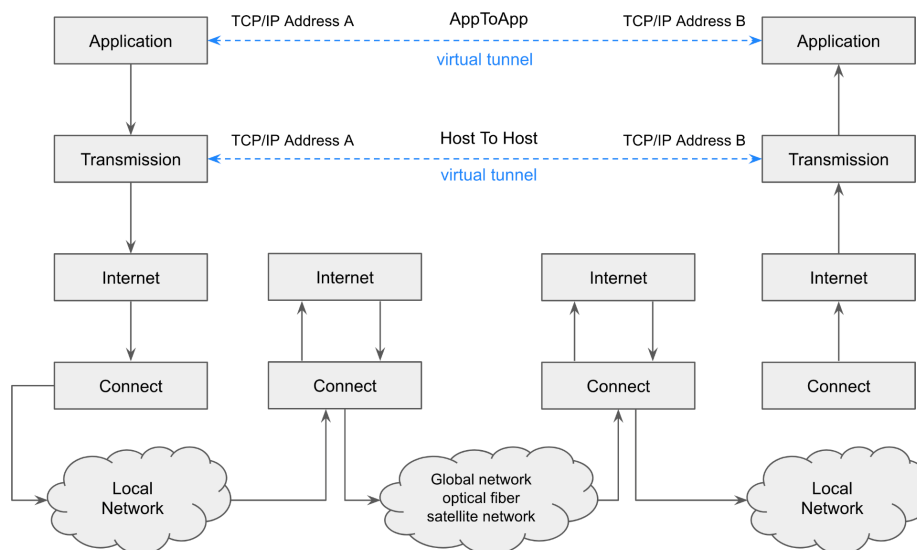 TCP/IP Address A
AppToApp
TCP/IP Address B
Application
virtual tunnel
Application
TCP/IP Address A
Host To Host
TCP/IP Address B
Transmission
virtual tunnel
Transmission
Internet
Internet
Internet
Internet
Connect
Connect
Connect
Connect
Local
Network
Global network
optical fiber
satellite network
Local
Network